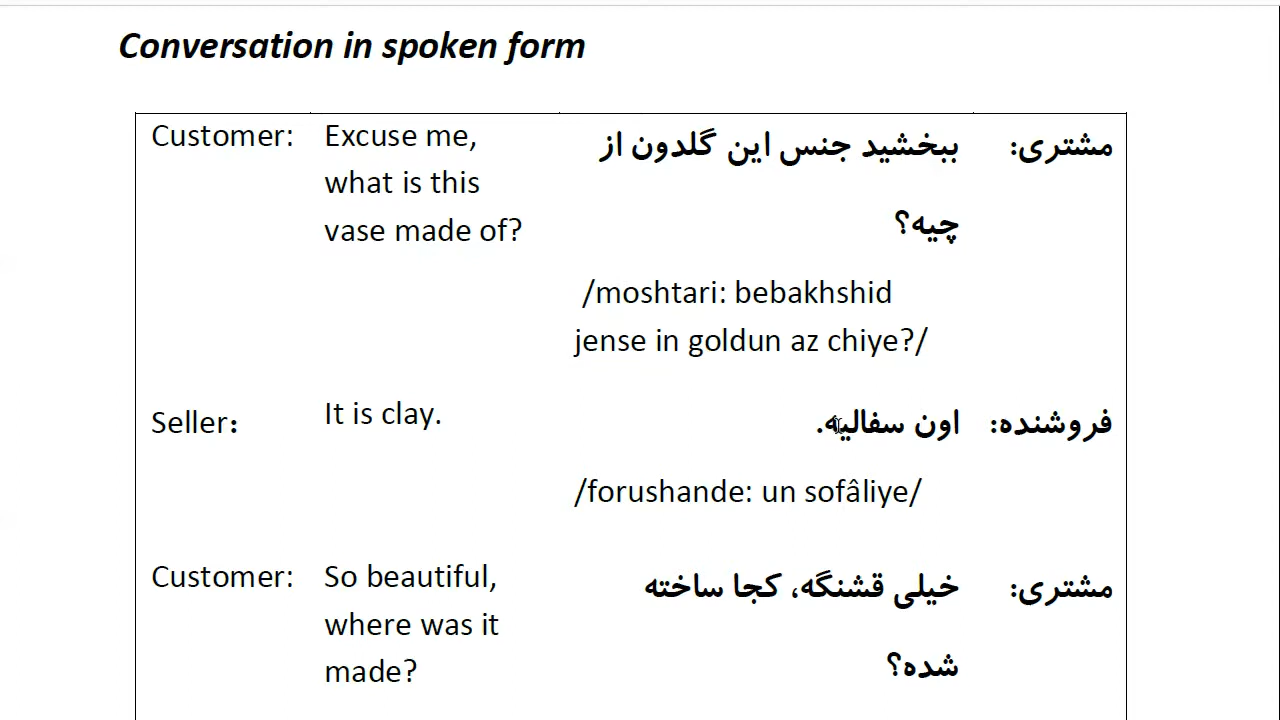 Conversation in spoken form
Customer:
Excuse me,
what is this
vase made of?
مشتری:
ببخشید جنس این گلدون از
چیه؟
/moshtari: bebakhshid
jense in goldun az chiye?/
Seller:
It is clay.
فروشنده:
اون سفالیه.
/forushande: un sofâliye/
Customer:
So beautiful,
where was it
made?
مشتری:
خیلی قشنگه، کجا ساخته
شده؟